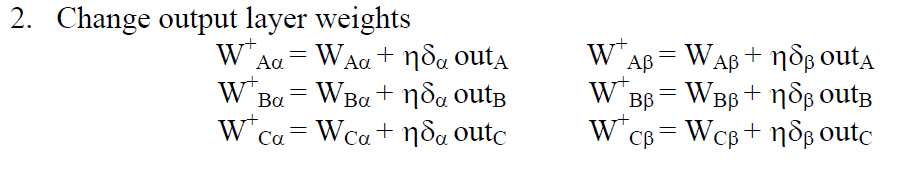 2. Change output layer weights
W⁺Aα = WAα + ηδα outA W⁺Aβ = WAβ + ηδβ outA
W⁺Bα = WBα + ηδα outB W⁺Bβ = WBβ + ηδβ outB
W⁺Cα = WCα + ηδα outC W⁺Cβ = WCβ + ηδβ outC